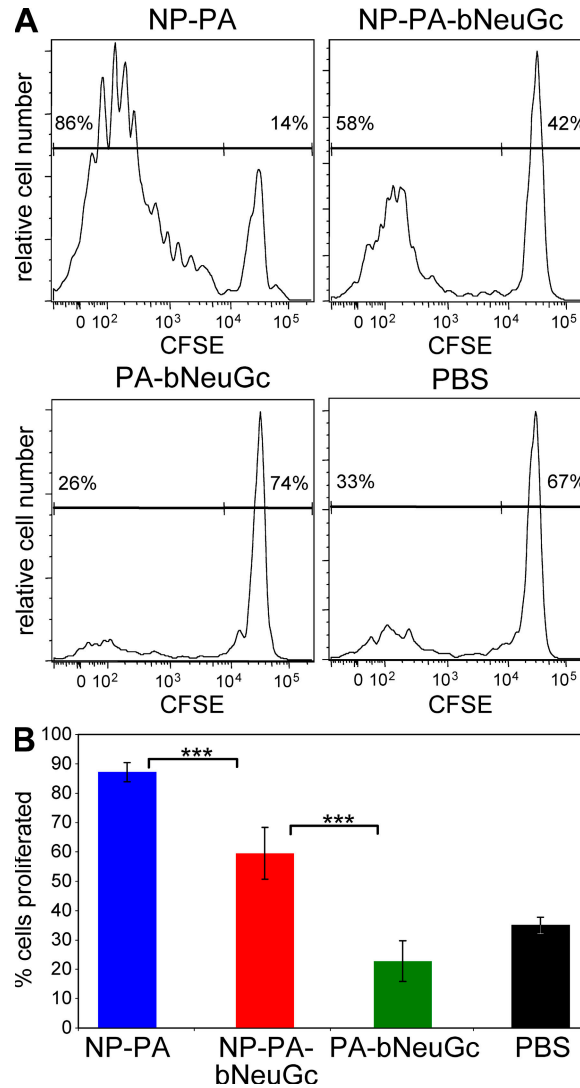 A
NP-PA
NP-PA-bNeuGc
relative cell number
86%
14%
58%
42%
0 10² 10³ 10⁴ 10⁵
0 10² 10³ 10⁴ 10⁵
CFSE
CFSE
PA-bNeuGc
PBS
relative cell number
26%
74%
33%
67%
0 10² 10³ 10⁴ 10⁵
0 10² 10³ 10⁴ 10⁵
CFSE
CFSE
B
% cells proliferated
100
90
80
70
60
50
40
30
20
10
0
***
***
NP-PA
NP-PA-
bNeuGc
PA-bNeuGc
PBS